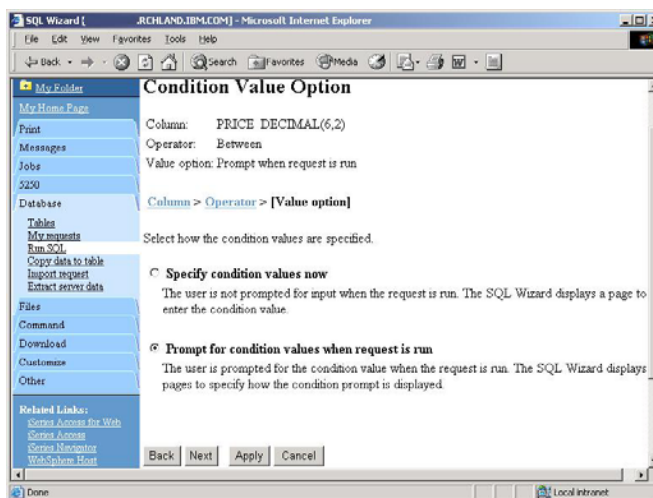 SQL Wizard [ .RCHLAND.IBM.COM] - Microsoft Internet Explorer
File Edit View Favorites Tools Help
Back Search Favorites Media
My Folder
My Home Page
Print
Messages
Jobs
5250
Database
Tables
My requests
Run SQL
Copy data to table
Import request
Extract server data
Files
Command
Download
Customize
Other
Related Links:
iSeries Access for Web
iSeries Access
iSeries Navigator
WebSphere Host
Condition Value Option
Column: PRICE DECIMAL(6,2)
Operator: Between
Value option: Prompt when request is run
Column > Operator > [Value option]
Select how the condition values are specified.
Specify condition values now
The user is not prompted for input when the request is run. The SQL Wizard displays a page to
enter the condition value.
Prompt for condition values when request is run
The user is prompted for the condition value when the request is run. The SQL Wizard displays
pages to specify how the condition prompt is displayed.
Back Next Apply Cancel
Done Local intranet